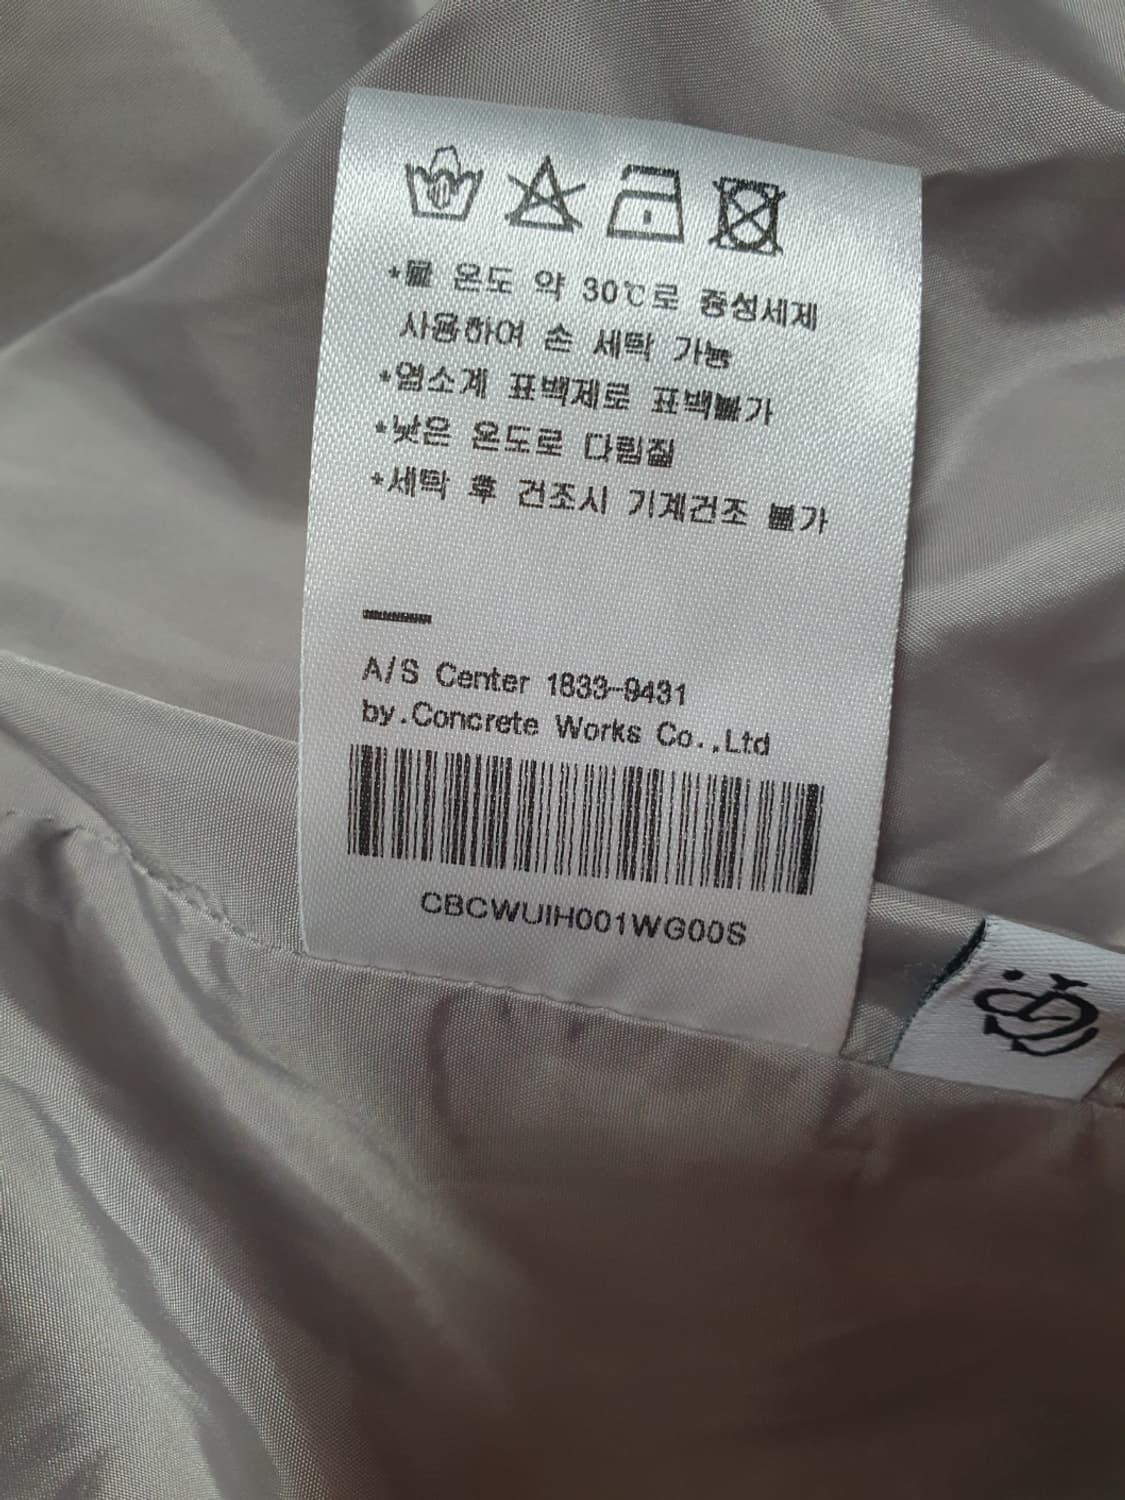 *물 온도 약 30℃로 중성세제
사용하여 손 세탁 가능
*염소계 표백제로 표백불가
*낮은 온도로 다림질
*세탁 후 건조시 기계건조 불가
A/S Center 1833-9431
by.Concrete Works Co.,Ltd
CBCWUIH001WG00S